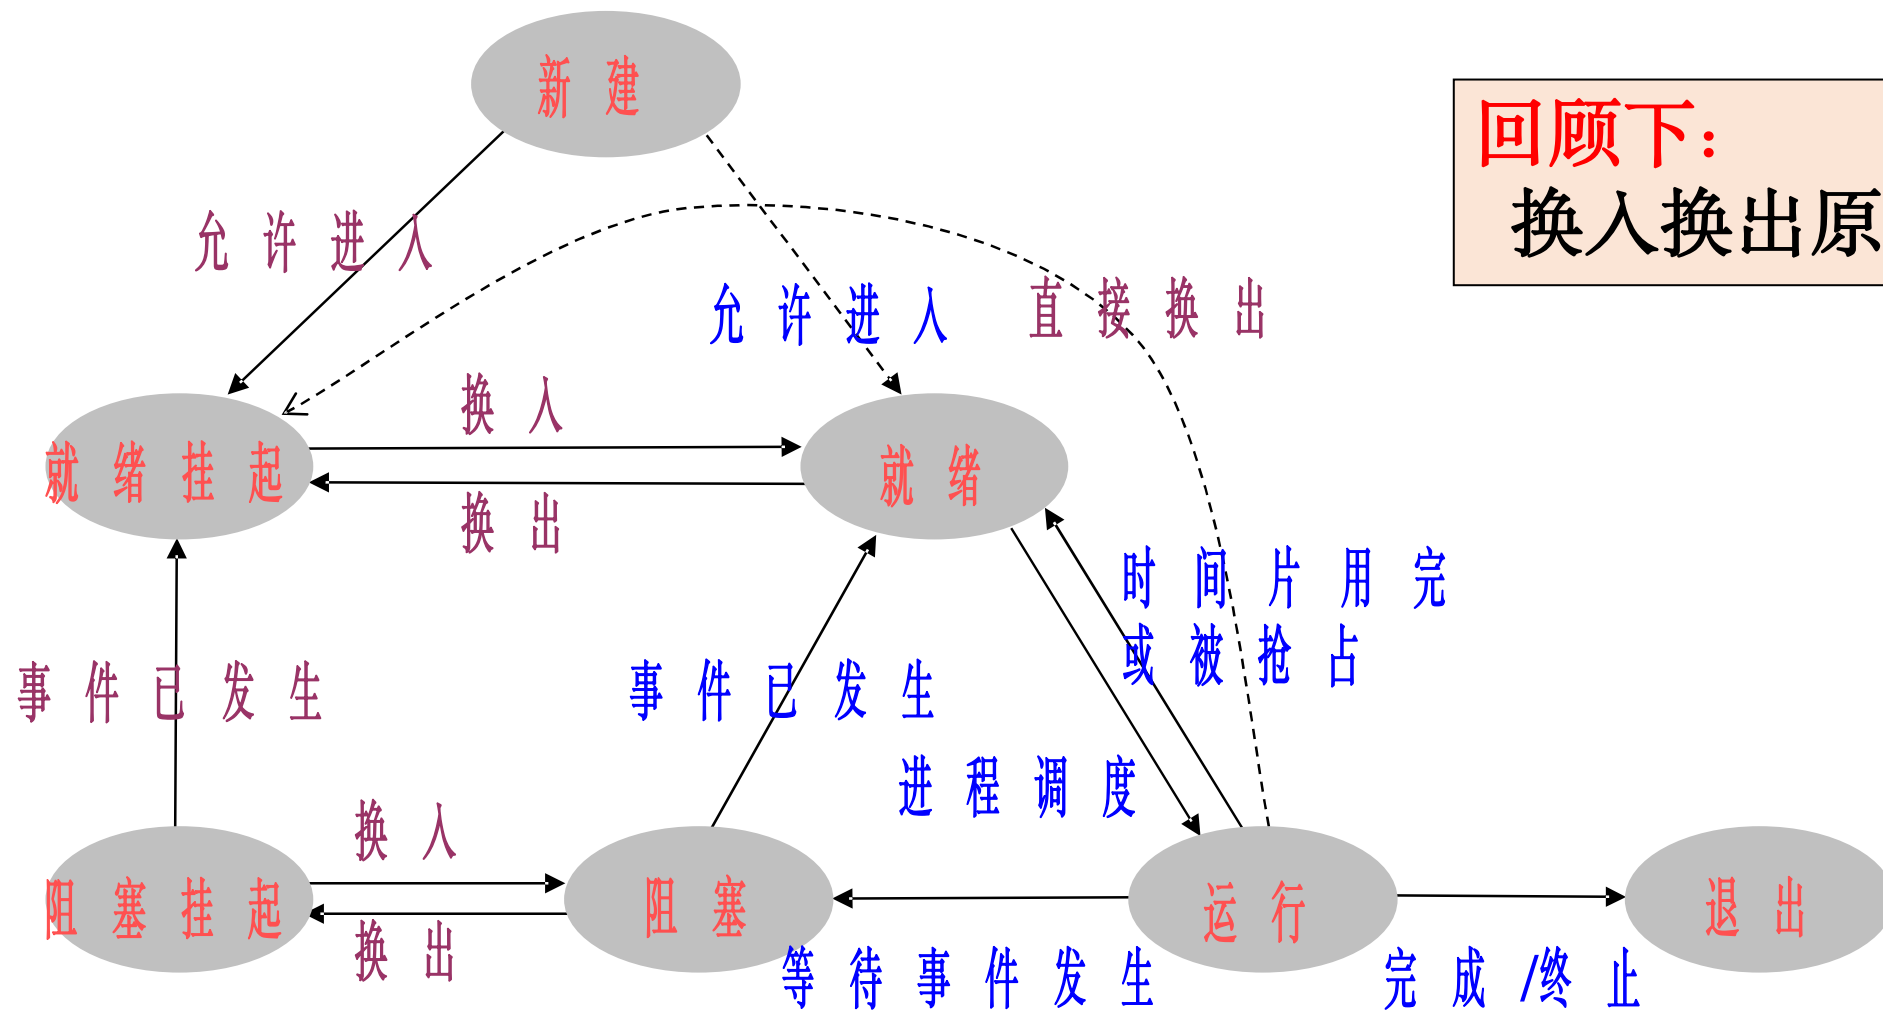 新建
回顾下：
换入换出原
允许进入
允许进入
直接换出
换入
就绪挂起
就绪
换出
时间片用完
或被抢占
事件已发生
事件已发生
进程调度
换入
阻塞挂起
阻塞
运行
退出
换出
等待事件发生
完成/终止